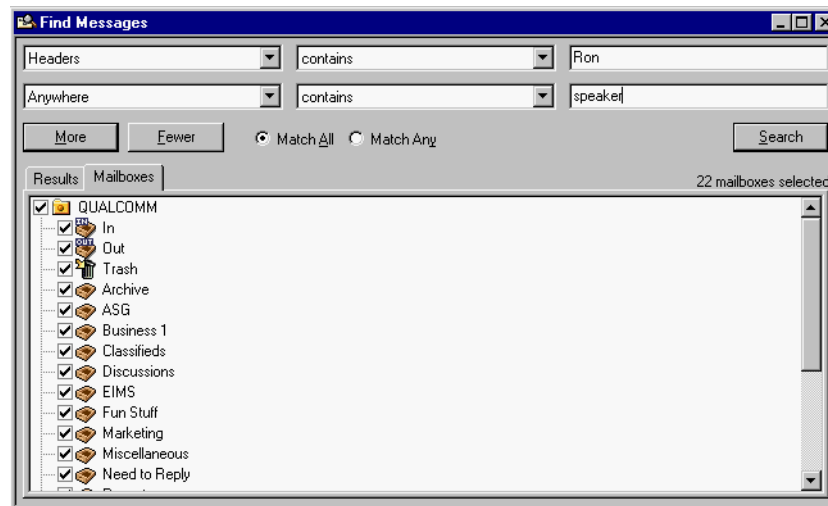 Find Messages
Headers contains Ron
Anywhere contains speaker
More Fewer Match All Match Any Search
Results Mailboxes 22 mailboxes selected
QUALCOMM
IN In
OUT Out
Trash
Archive
ASG
Business 1
Classifieds
Discussions
EIMS
Fun Stuff
Marketing
Miscellaneous
Need to Reply